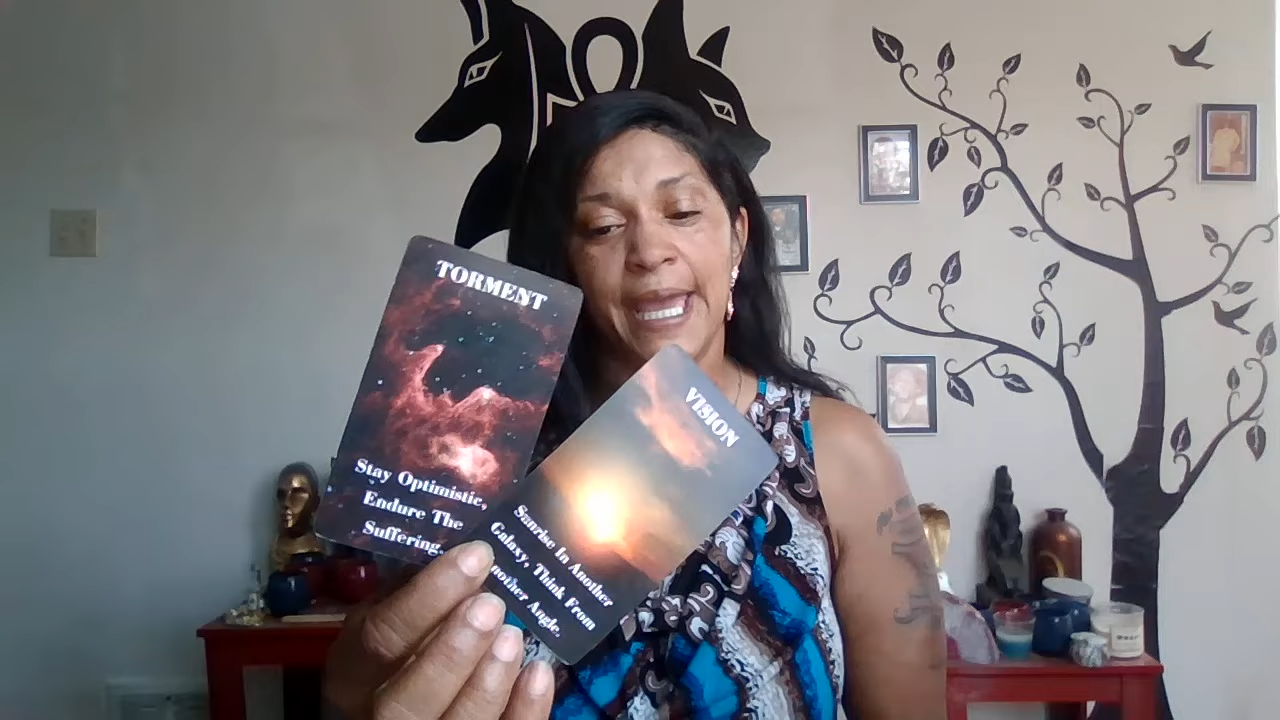 TORMENT
Stay Optimistic,
Endure The
Suffering.
VISION
Sunrise In Another
Galaxy, Think From
Another Angle.